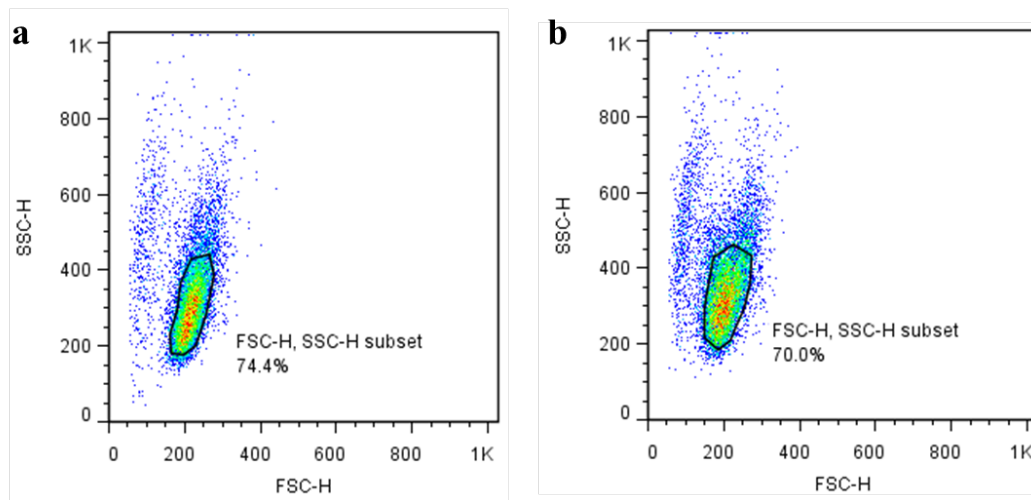 a
1K
800
600
400
200
0
SSC-H
FSC-H, SSC-H subset
74.4%
0 200 400 600 800 1K
FSC-H
b
1K
800
600
400
200
0
SSC-H
FSC-H, SSC-H subset
70.0%
0 200 400 600 800 1K
FSC-H